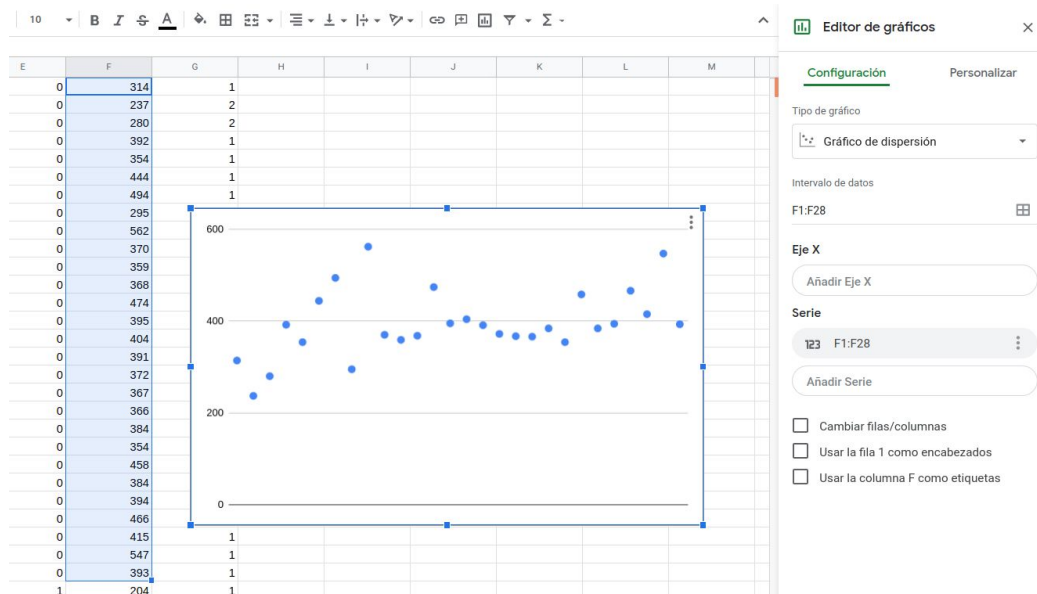 10 B I S A Σ
Editor de gráficos
Configuración Personalizar
Tipo de gráfico
Gráfico de dispersión
Intervalo de datos
F1:F28
Eje X
Añadir Eje X
Serie
123 F1:F28
Añadir Serie
Cambiar filas/columnas
Usar la fila 1 como encabezados
Usar la columna F como etiquetas
E F G H I J K L M
0 314 1
0 237 2
0 280 2
0 392 1
0 354 1
0 444 1
0 494 1
0 295
0 562
0 370
0 359
0 368
0 474
0 395
0 404
0 391
0 372
0 367
0 366
0 384
0 354
0 458
0 384
0 394
0 466
0 415 1
0 547 1
0 393 1
1 204 1
600
400
200
0